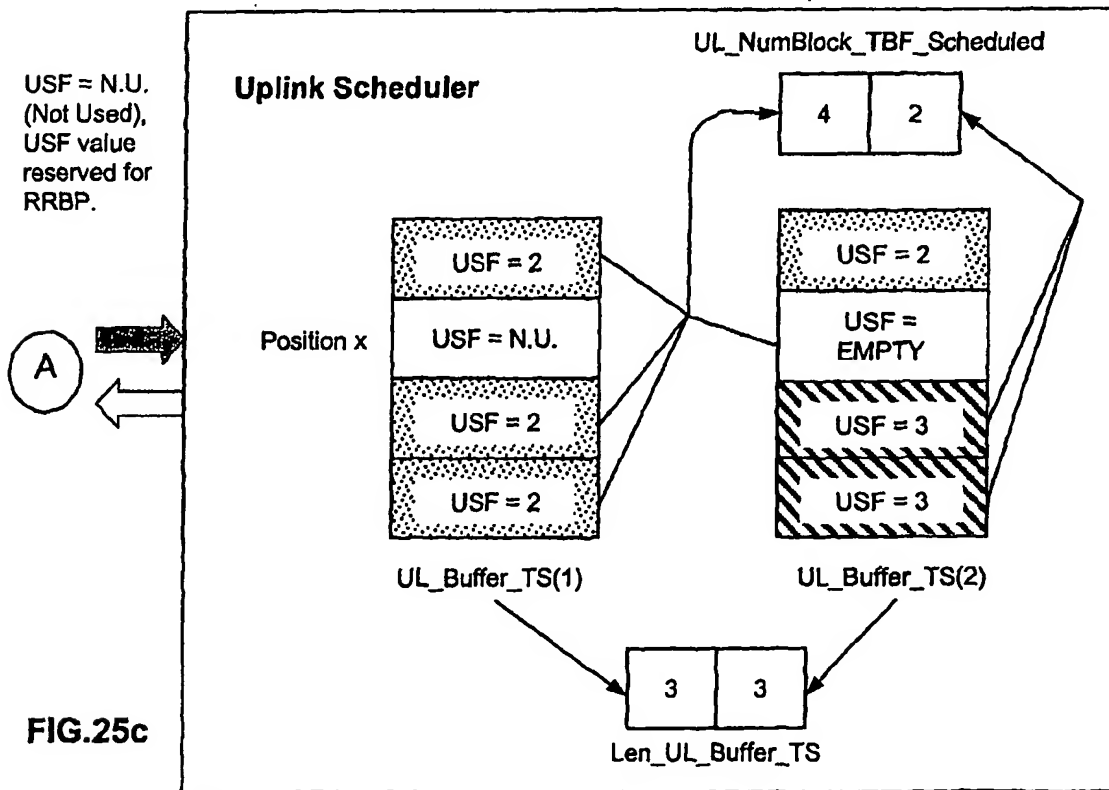 UL_NumBlock_TBF_Scheduled
USF = N.U.
(Not Used),
USF value
reserved for
RRBP.
Uplink Scheduler
4
2
USF = 2
USF = 2
Position x
USF = N.U.
USF =
EMPTY
USF = 2
USF = 3
USF = 2
USF = 3
A
UL_Buffer_TS(1)
UL_Buffer_TS(2)
3
3
Len_UL_Buffer_TS
FIG.25c